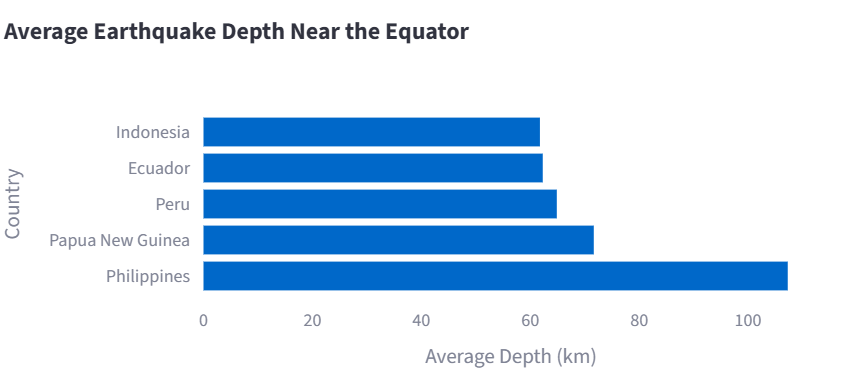 Average Earthquake Depth Near the Equator
Country
Indonesia
Ecuador
Peru
Papua New Guinea
Philippines
0 20 40 60 80 100
Average Depth (km)